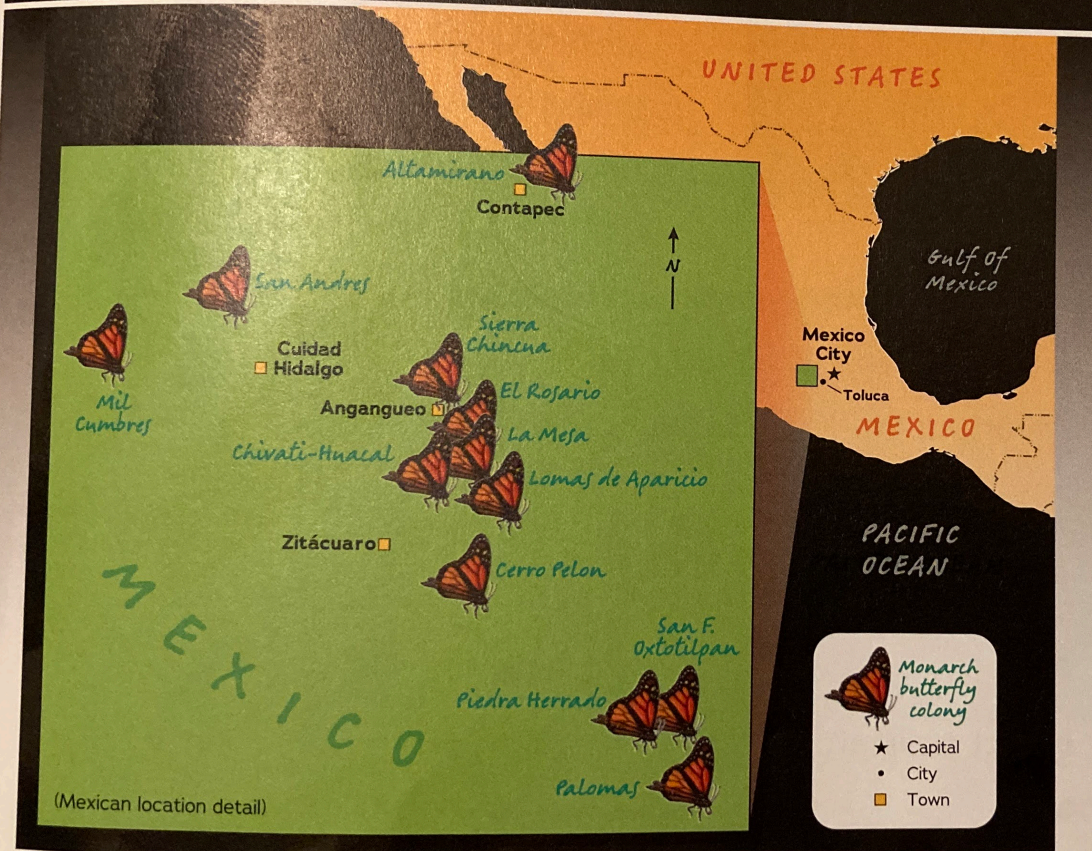 UNITED STATES
Altamirano
Contapec
N
San Andres
Gulf Of
Mexico
Sierra
Chincua
Cuidad
Hidalgo
Mil
Cumbres
Mexico
City
Toluca
MEXICO
El Rosario
Angangueo
La Mesa
Chivati-Huacal
Lomas de Aparicio
Zitácuaro
Cerro Pelon
PACIFIC
OCEAN
MEXICO
San F.
Oxtotilpan
Piedra Herrado
Palomas
(Mexican location detail)
Monarch
butterfly
colony
Capital
City
Town